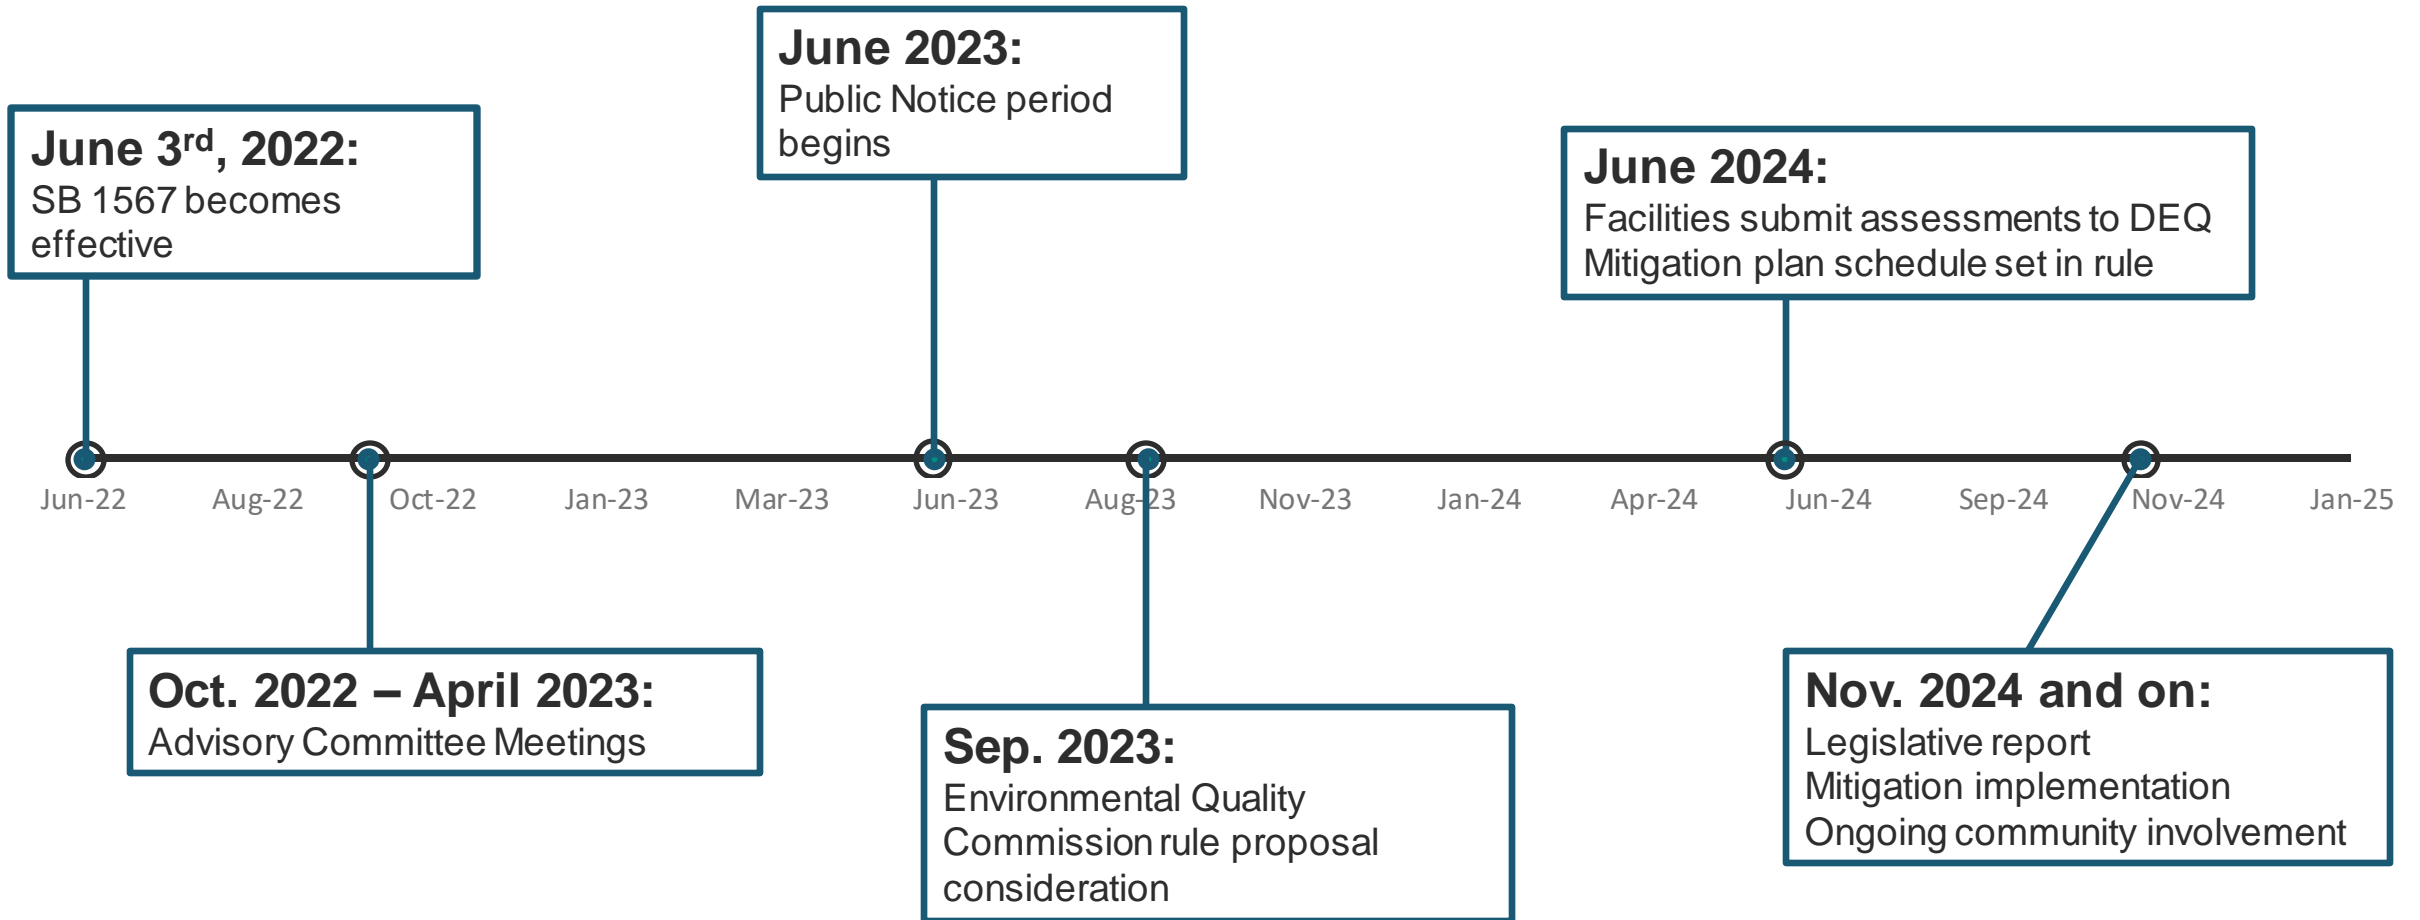 June 2023:
Public Notice period
begins
June 3rd, 2022:
SB 1567 becomes
effective
June 2024:
Facilities submit assessments to DEQ
Mitigation plan schedule set in rule
Jun-22 Aug-22 Oct-22 Jan-23 Mar-23 Jun-23 Aug-23 Nov-23 Jan-24 Apr-24 Jun-24 Sep-24 Nov-24 Jan-25
Oct. 2022 – April 2023:
Advisory Committee Meetings
Sep. 2023:
Environmental Quality
Commission rule proposal
consideration
Nov. 2024 and on:
Legislative report
Mitigation implementation
Ongoing community involvement